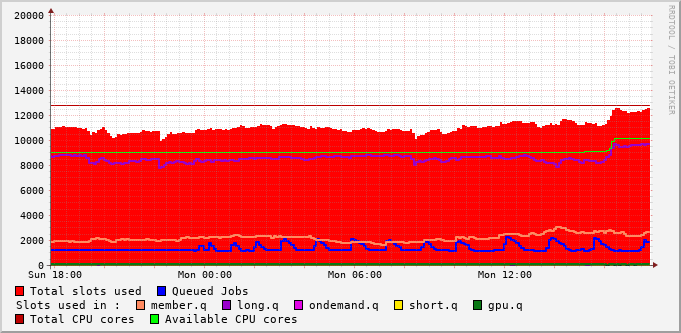 RRDTOOL / TOBI OETIKER
20000
18000
16000
14000
12000
10000
8000
6000
4000
2000
0
Sun 18:00 Mon 00:00 Mon 06:00 Mon 12:00
Total slots used Queued Jobs
Slots used in : member.q long.q ondemand.q short.q gpu.q
Total CPU cores Available CPU cores